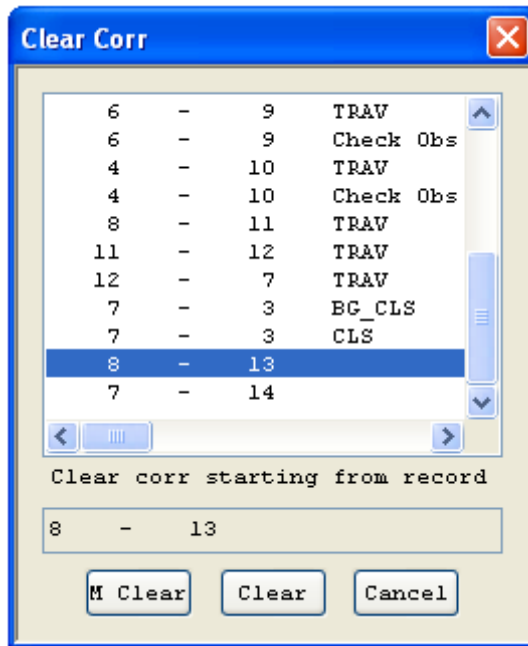 Clear Corr
6 - 9 TRAV
6 - 9 Check Obs
4 - 10 TRAV
4 - 10 Check Obs
8 - 11 TRAV
11 - 12 TRAV
12 - 7 TRAV
7 - 3 BG_CLS
7 - 3 CLS
8 - 13
7 - 14
Clear corr starting from record
8 - 13
M Clear Clear Cancel